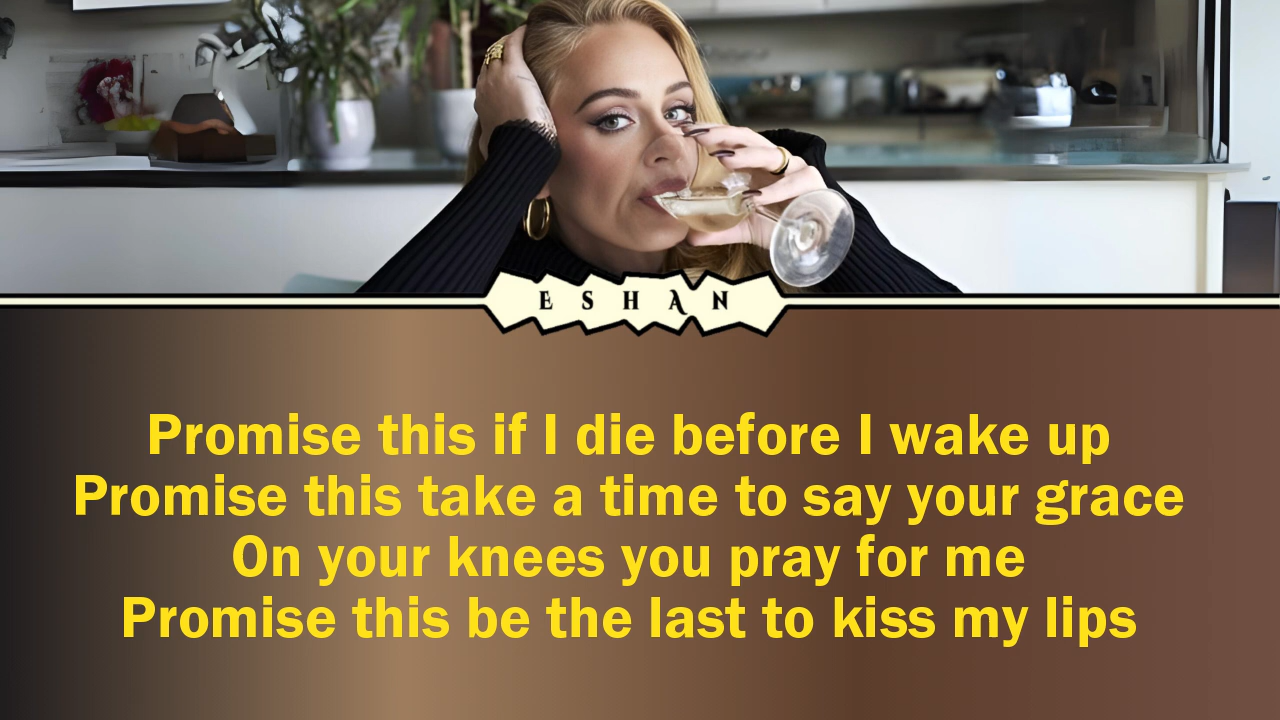 ESHAN
Promise this if I die before I wake up
Promise this take a time to say your grace
On your knees you pray for me
Promise this be the last to kiss my lips